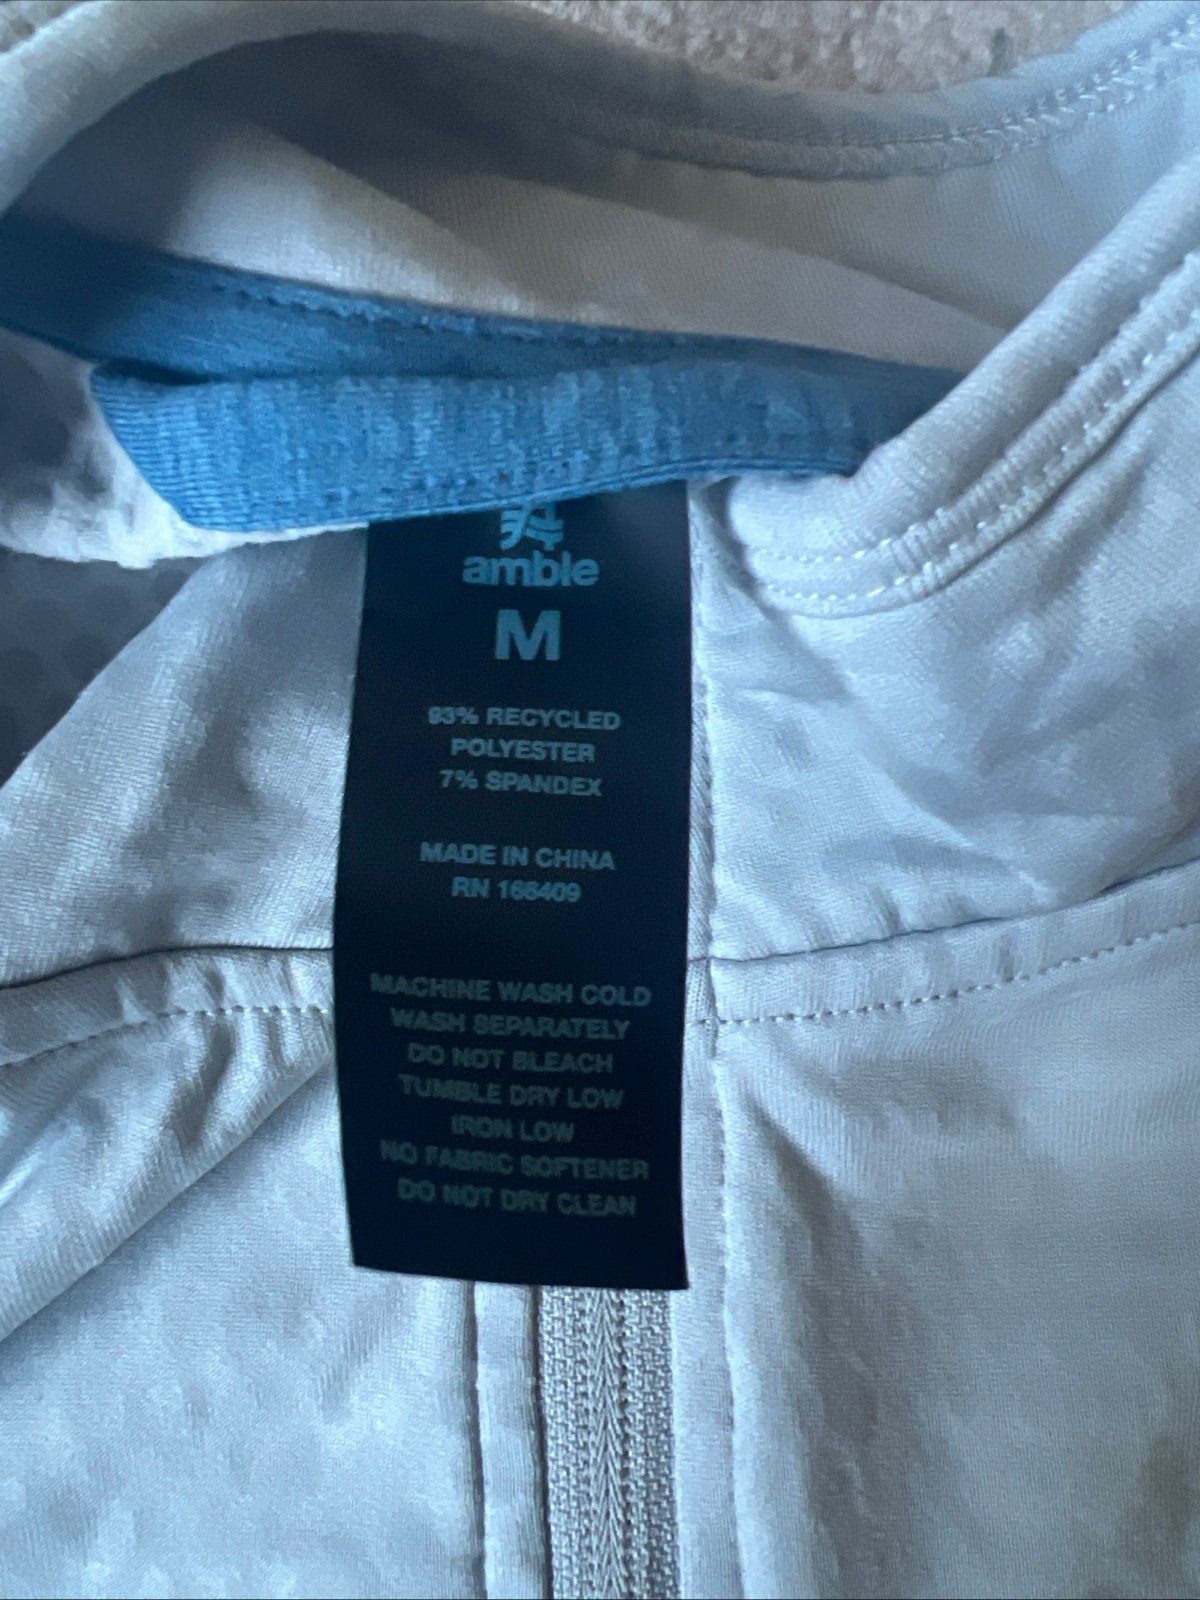 amble
M
93% RECYCLED
POLYESTER
7% SPANDEX
MADE IN CHINA
RN 166409
MACHINE WASH COLD
WASH SEPARATELY
DO NOT BLEACH
TUMBLE DRY LOW
IRON LOW
NO FABRIC SOFTENER
DO NOT DRY CLEAN